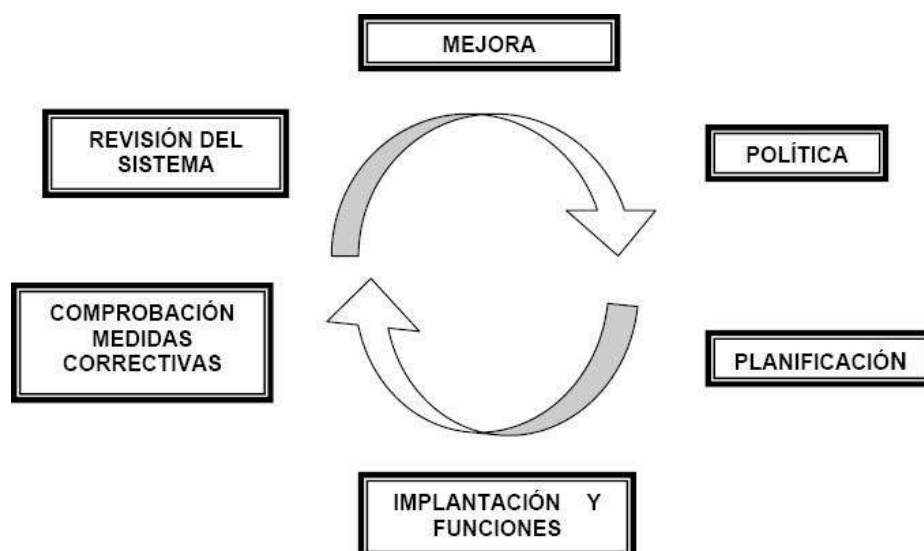 MEJORA
REVISIÓN DEL
SISTEMA
POLÍTICA
COMPROBACIÓN
MEDIDAS
CORRECTIVAS
PLANIFICACIÓN
IMPLANTACIÓN Y
FUNCIONES